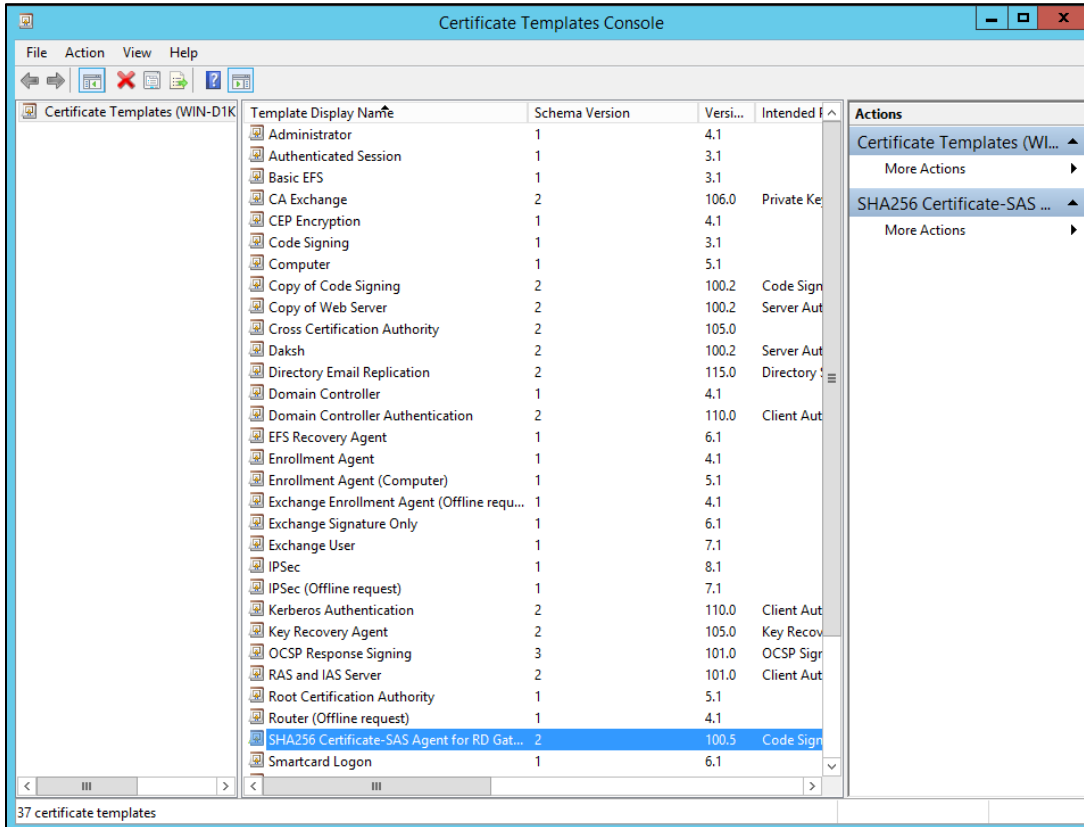 Certificate Templates Console
File Action View Help
Certificate Templates (WIN-D1K
Template Display Name Schema Version Versi... Intended
Administrator 1 4.1
Authenticated Session 1 3.1
Basic EFS 1 3.1
CA Exchange 2 106.0 Private Key
CEP Encryption 1 4.1
Code Signing 1 3.1
Computer 1 5.1
Copy of Code Signing 2 100.2 Code Sign
Copy of Web Server 2 100.2 Server Aut
Cross Certification Authority 2 105.0
Daksh 2 100.2 Server Aut
Directory Email Replication 2 115.0 Directory
Domain Controller 1 4.1
Domain Controller Authentication 2 110.0 Client Aut
EFS Recovery Agent 1 6.1
Enrollment Agent 1 4.1
Enrollment Agent (Computer) 1 5.1
Exchange Enrollment Agent (Offline requ... 1 4.1
Exchange Signature Only 1 6.1
Exchange User 1 7.1
IPSec 1 8.1
IPSec (Offline request) 1 7.1
Kerberos Authentication 2 110.0 Client Aut
Key Recovery Agent 2 105.0 Key Recov
OCSP Response Signing 3 101.0 OCSP Sigr
RAS and IAS Server 2 101.0 Client Aut
Root Certification Authority 1 5.1
Router (Offline request) 1 4.1
SHA256 Certificate-SAS Agent for RD Gat... 2 100.5 Code Sign
Smartcard Logon 1 6.1
Actions
Certificate Templates (WI...
More Actions
SHA256 Certificate-SAS ...
More Actions
37 certificate templates